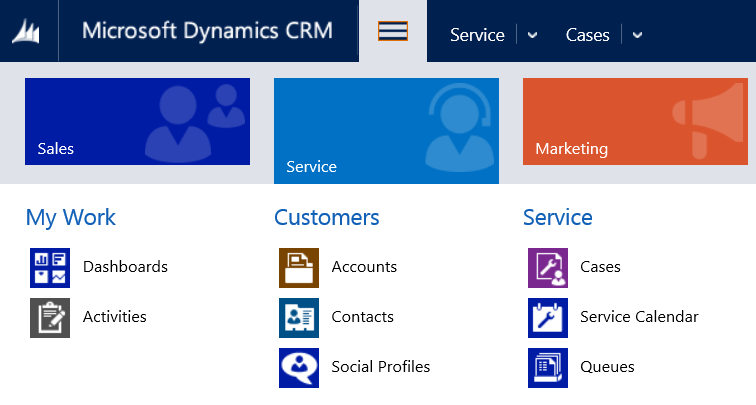 Microsoft Dynamics CRM
Service
Cases
Sales
Service
Marketing
My Work
Customers
Service
Dashboards
Accounts
Cases
Activities
Contacts
Service Calendar
Social Profiles
Queues